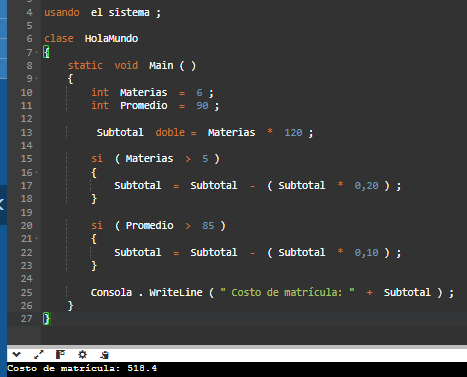 4 usando el sistema ;
5
6 clase HolaMundo
7 {
8 static void Main ( )
9 {
10 int Materias = 6 ;
11 int Promedio = 90 ;
12
13 Subtotal doble = Materias * 120 ;
14
15 si ( Materias > 5 )
16 {
17 Subtotal = Subtotal - ( Subtotal * 0,20 ) ;
18 }
19
20 si ( Promedio > 85 )
21 {
22 Subtotal = Subtotal - ( Subtotal * 0,10 ) ;
23 }
24
25 Consola . WriteLine ( " Costo de matrícula: " + Subtotal ) ;
26 }
27 }
Costo de matrícula: 518.4